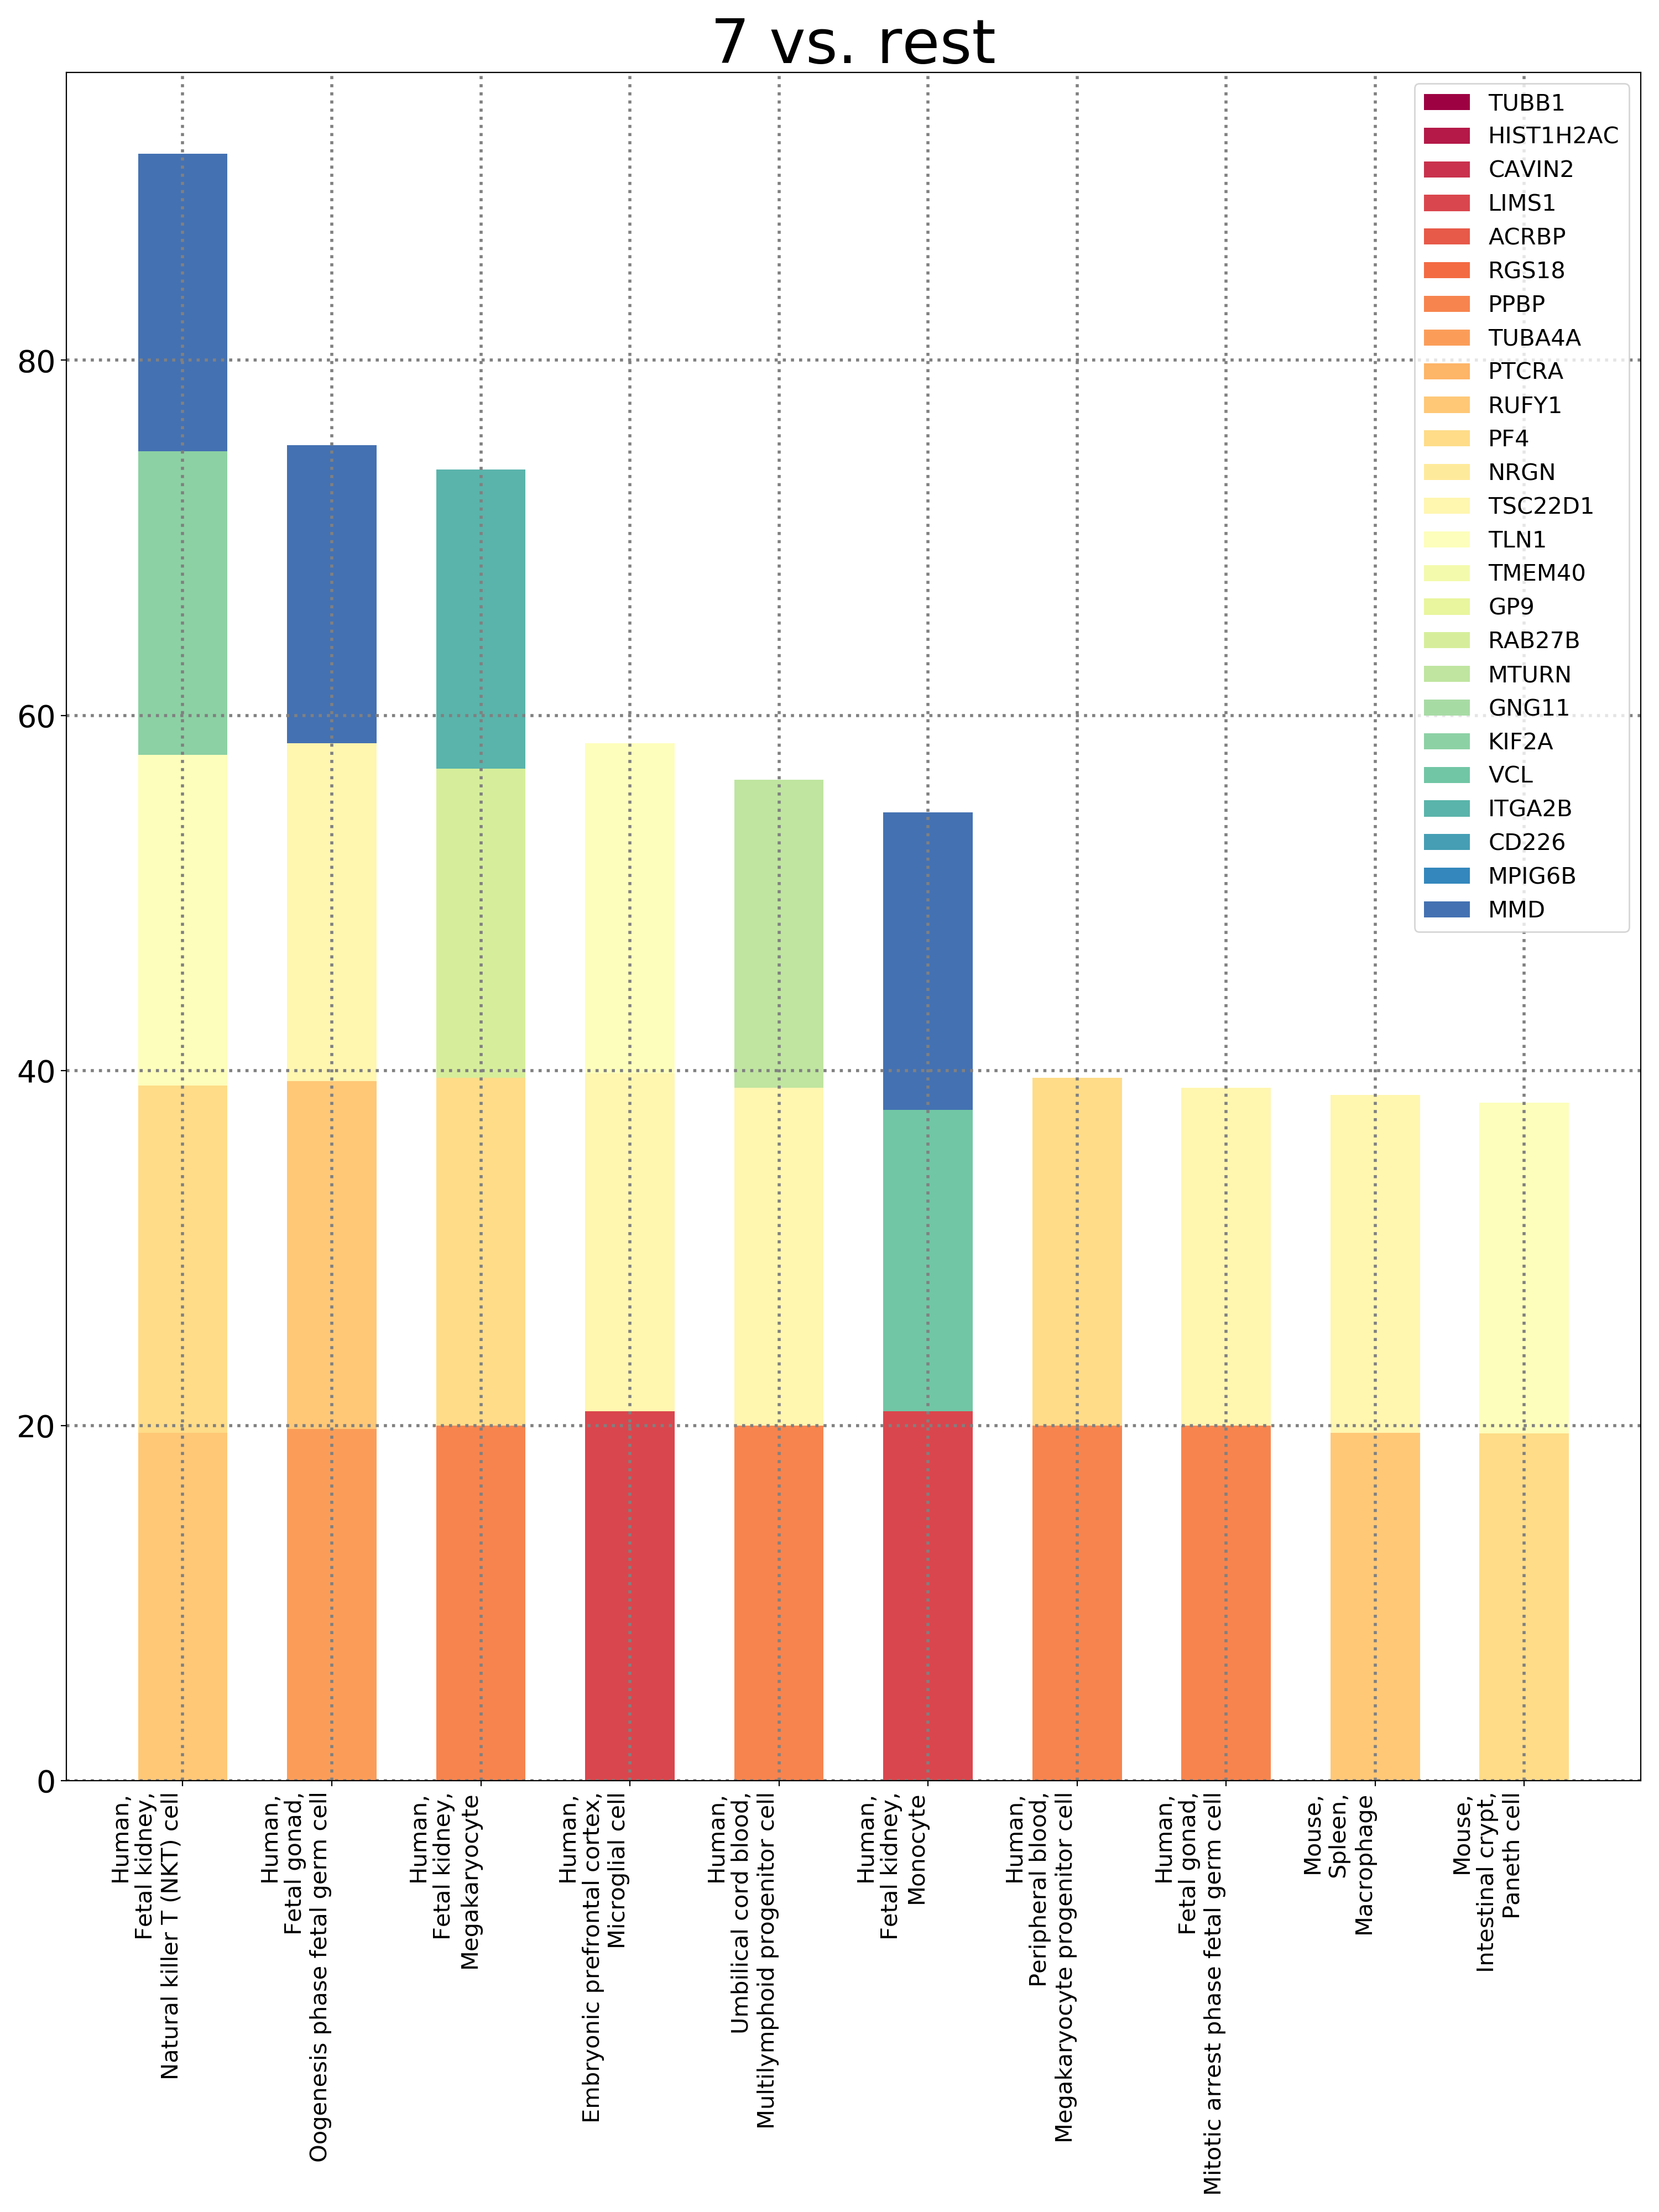 7 vs. rest
80
60
40
20
0
TUBB1
HIST1H2AC
CAVIN2
LIMS1
ACRBP
RGS18
PPBP
TUBA4A
PTCRA
RUFY1
PF4
NRGN
TSC22D1
TLN1
TMEM40
GP9
RAB27B
MTURN
GNG11
KIF2A
VCL
ITGA2B
CD226
MPIG6B
MMD
Human,
Fetal kidney,
Natural killer T (NKT) cell
Human,
Fetal gonad,
Oogenesis phase fetal germ cell
Human,
Fetal kidney,
Megakaryocyte
Human,
Embryonic prefrontal cortex,
Microglial cell
Human,
Umbilical cord blood,
Multilymphoid progenitor cell
Human,
Fetal kidney,
Monocyte
Human,
Peripheral blood,
Megakaryocyte progenitor cell
Human,
Fetal gonad,
Mitotic arrest phase fetal germ cell
Mouse,
Spleen,
Macrophage
Mouse,
Intestinal crypt,
Paneth cell